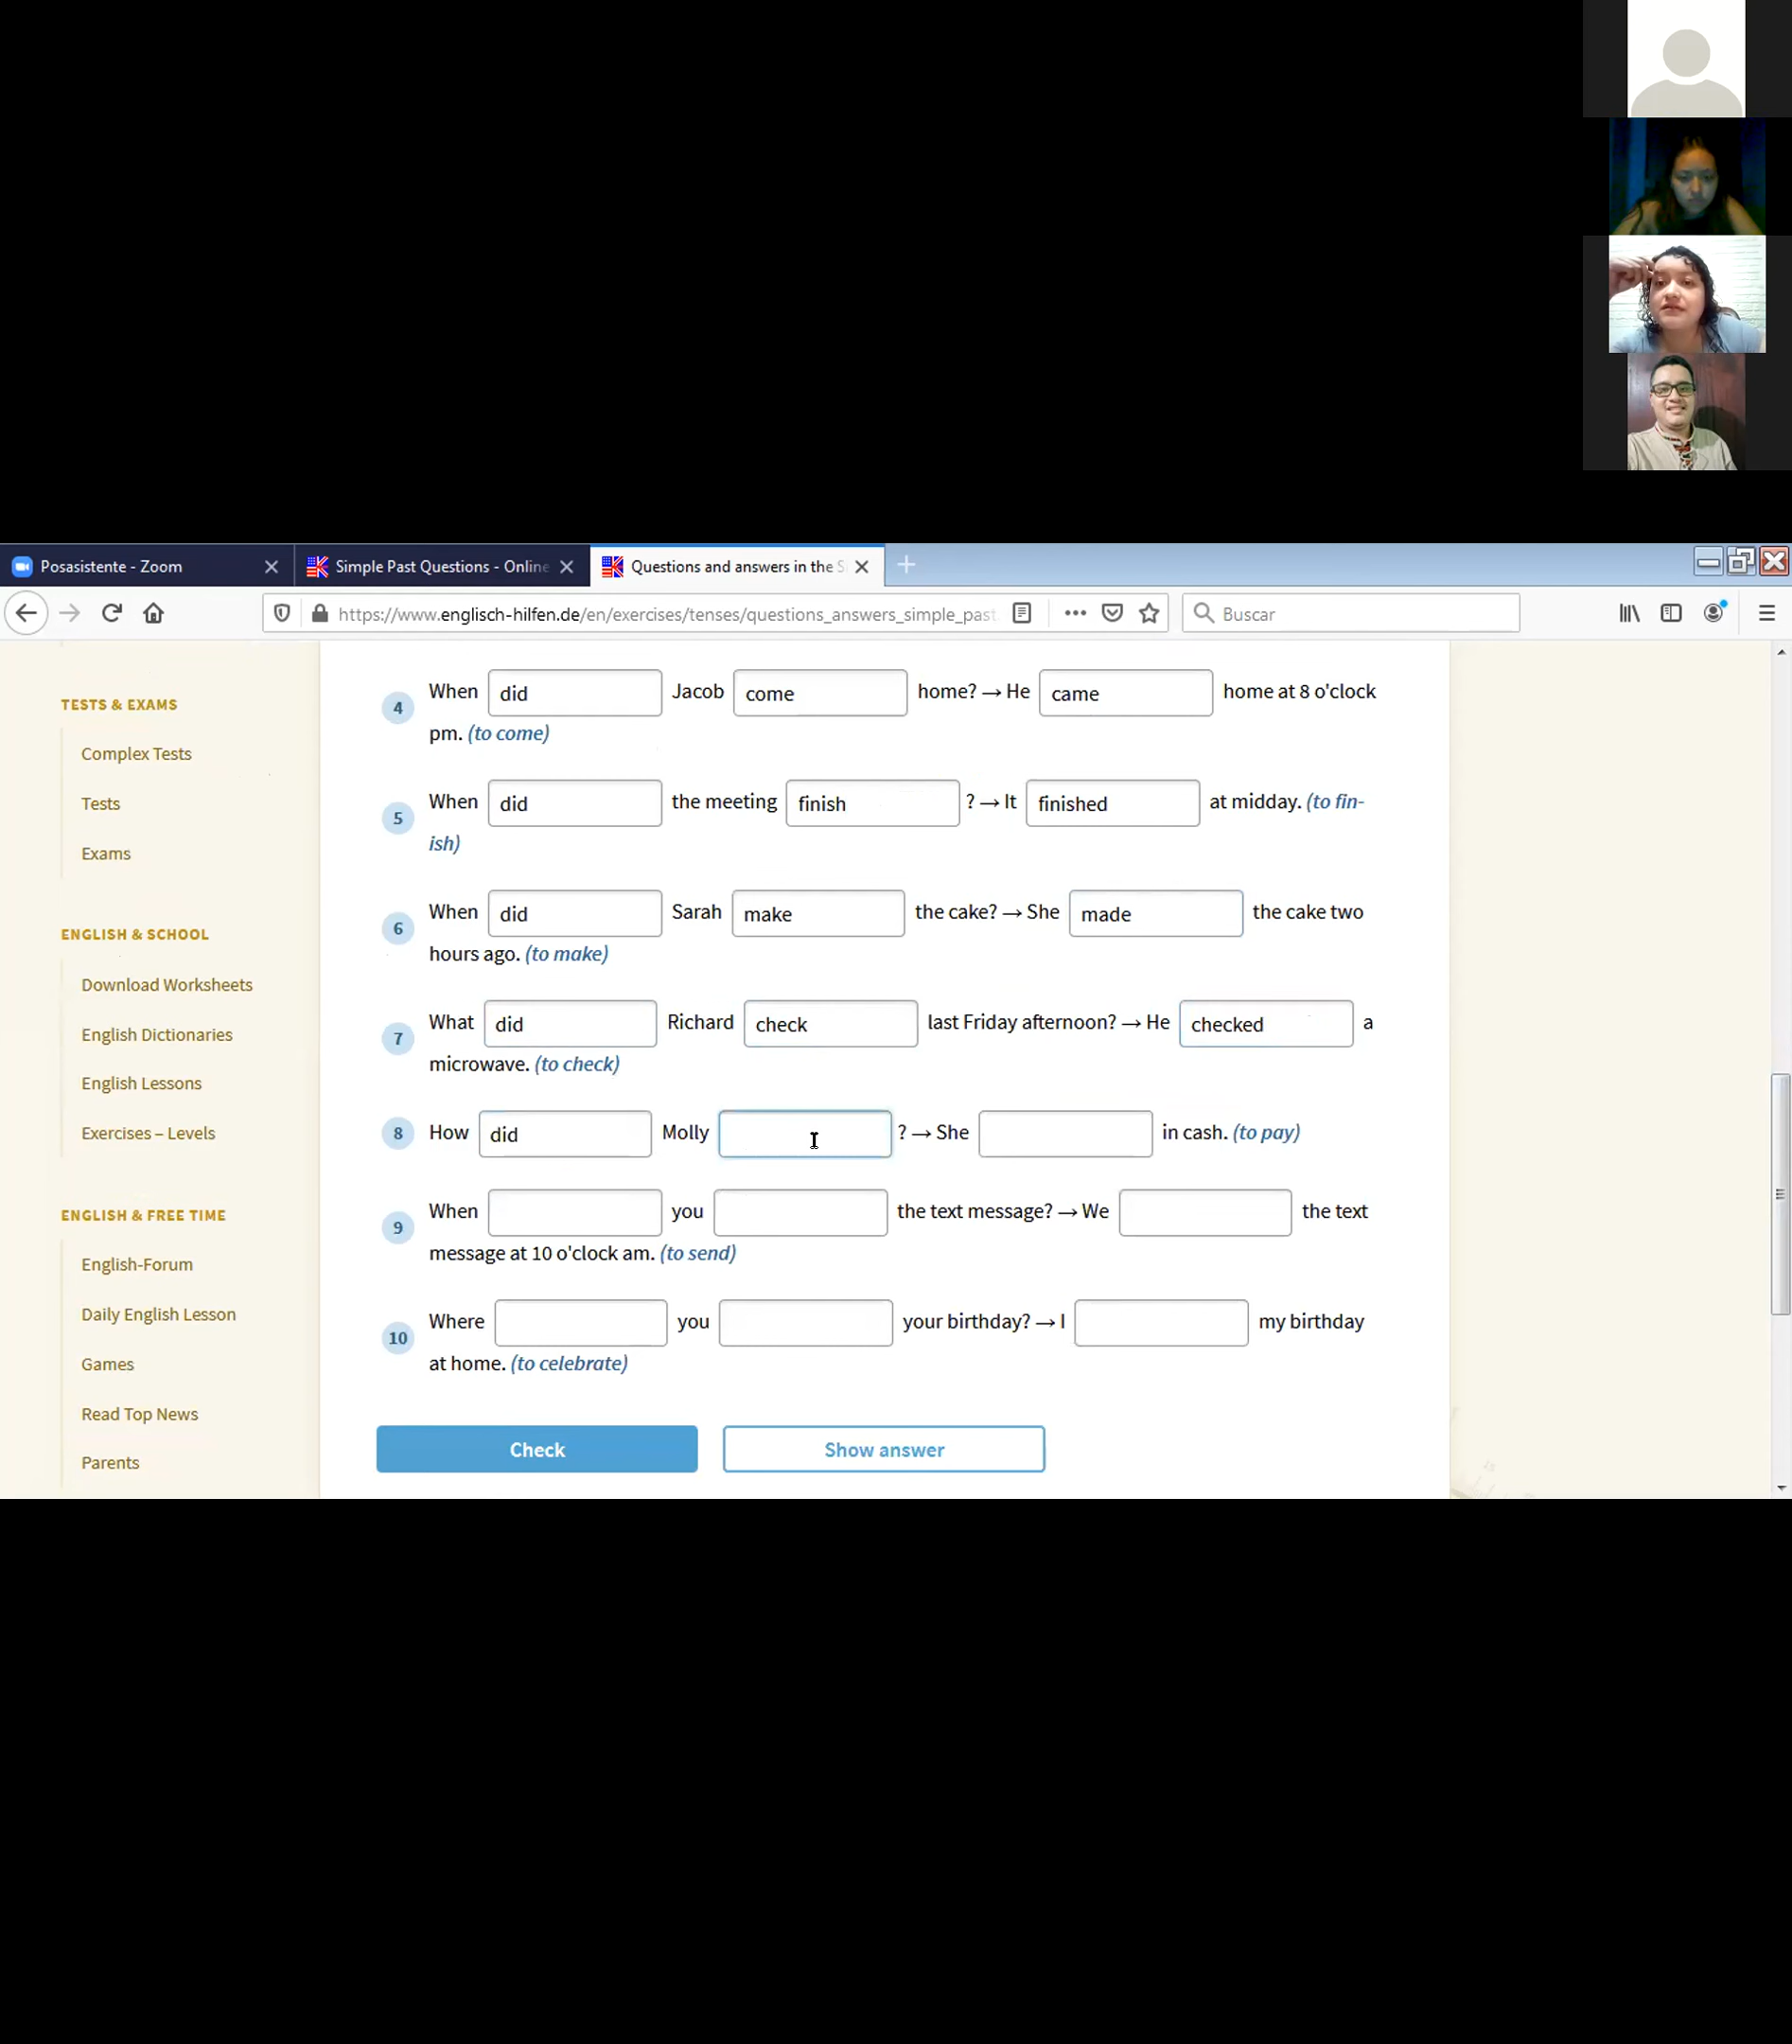 Posasistente - Zoom
Simple Past Questions - Online
Questions and answers in the S
https://www.englisch-hilfen.de/en/exercises/tenses/questions_answers_simple_past
Buscar
TESTS & EXAMS
Complex Tests
Tests
Exams
ENGLISH & SCHOOL
Download Worksheets
English Dictionaries
English Lessons
Exercises – Levels
ENGLISH & FREE TIME
English-Forum
Daily English Lesson
Games
Read Top News
Parents
4 When did Jacob come home? → He came home at 8 o'clock
pm. (to come)
5 When did the meeting finish ? → It finished at midday. (to fin-
ish)
6 When did Sarah make the cake? → She made the cake two
hours ago. (to make)
7 What did Richard check last Friday afternoon? → He checked a
microwave. (to check)
8 How did Molly ? → She in cash. (to pay)
9 When you the text message? → We the text
message at 10 o'clock am. (to send)
10 Where you your birthday? → I my birthday
at home. (to celebrate)
Check Show answer